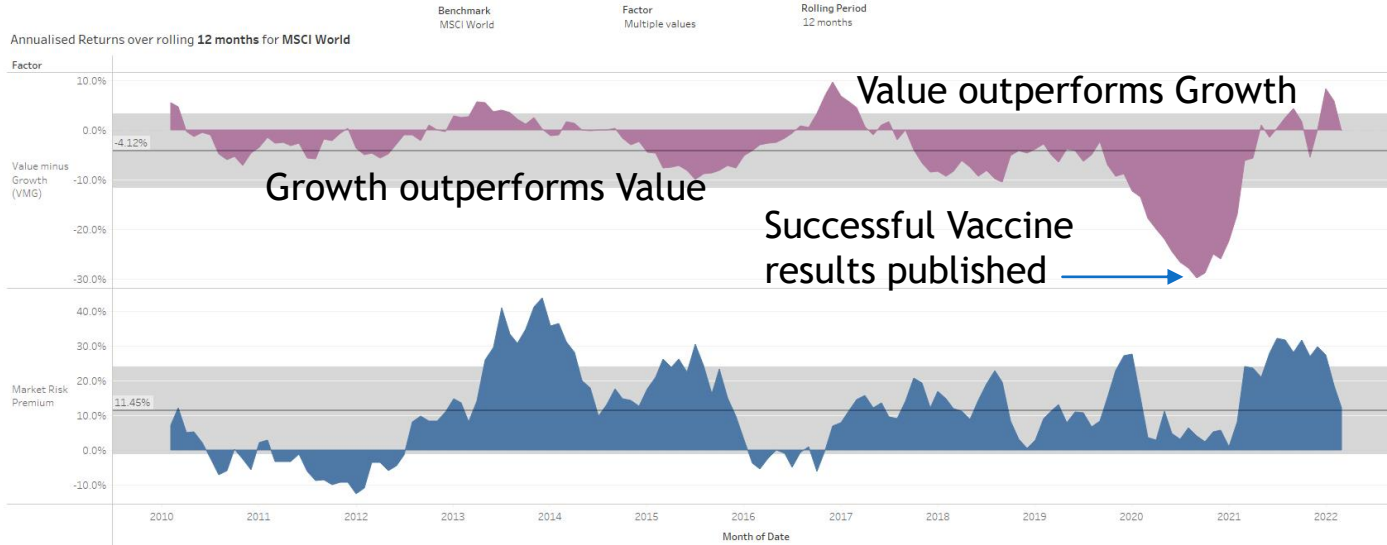 Benchmark
MSCI World
Factor
Multiple values
Rolling Period
12 months
Annualised Returns over rolling 12 months for MSCI World
Factor
Value minus
Growth
(VMG)
10.0%
0.0%
-10.0%
-20.0%
-30.0%
-4.12%
Value outperforms Growth
Growth outperforms Value
Successful Vaccine
results published
Market Risk
Premium
40.0%
30.0%
20.0%
10.0%
0.0%
-10.0%
11.45%
2010 2011 2012 2013 2014 2015 2016 2017 2018 2019 2020 2021 2022
Month of Date